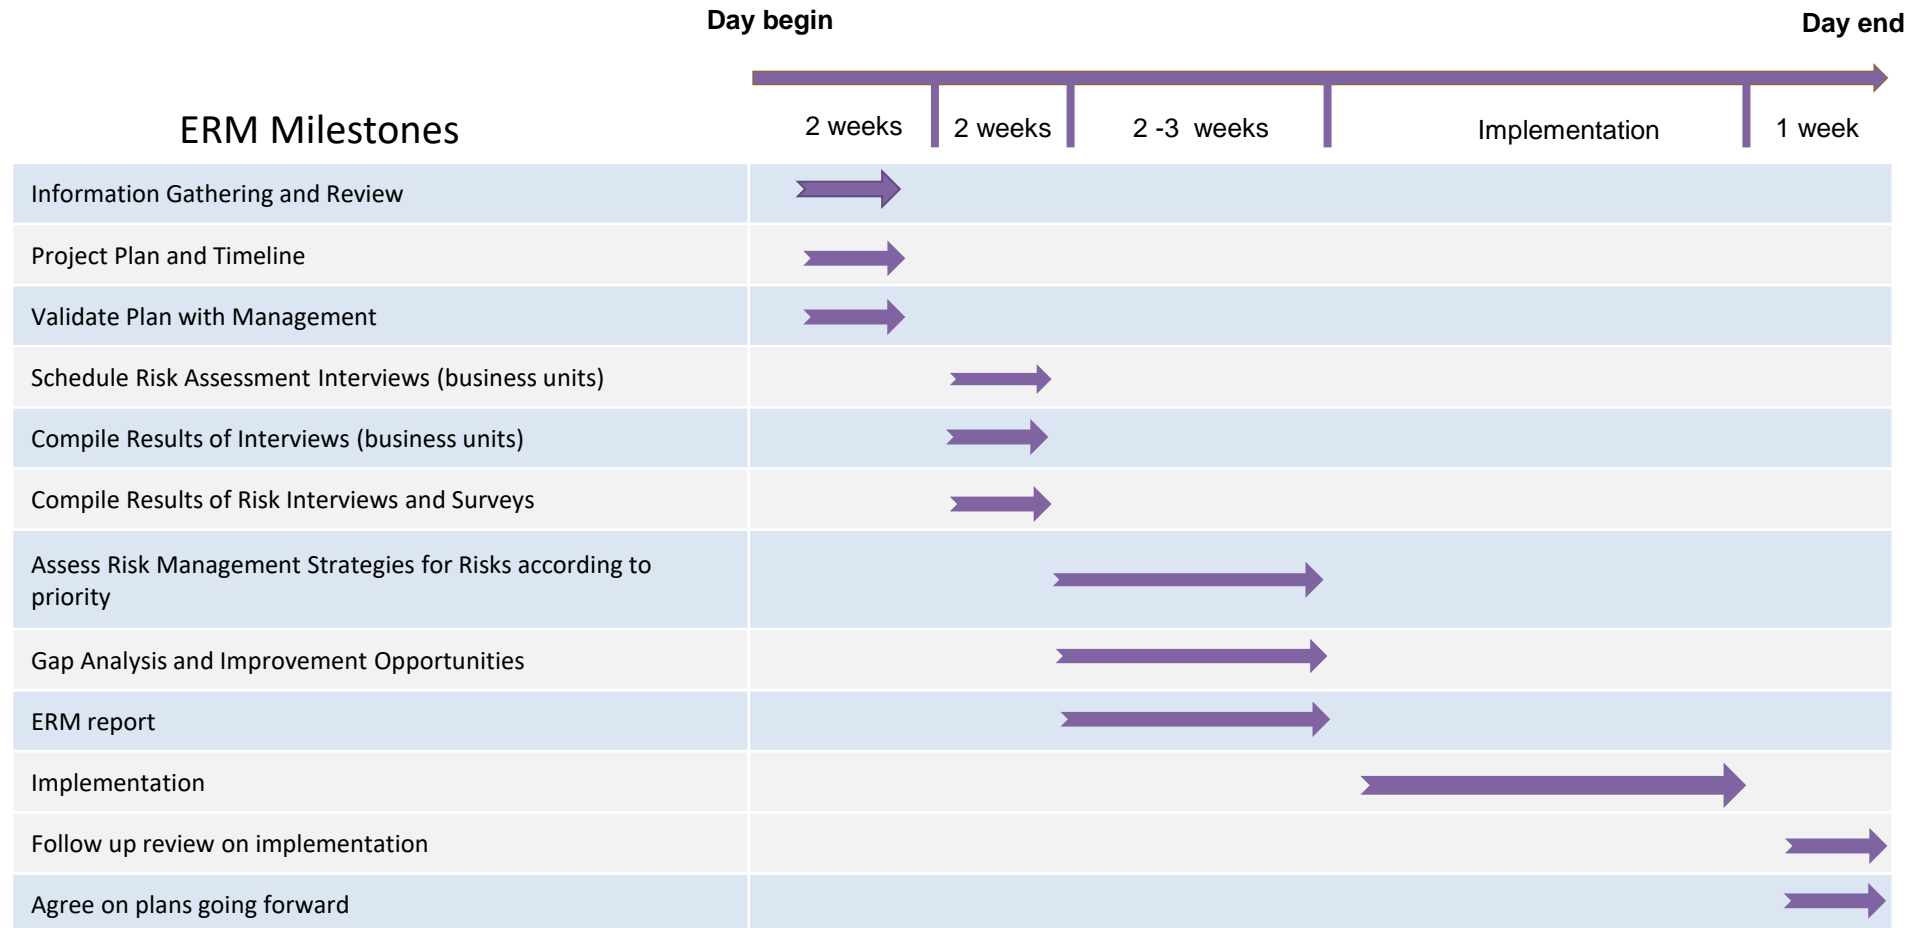 Day begin
Day end
ERM Milestones
2 weeks
2 weeks
2 -3 weeks
Implementation
1 week
Information Gathering and Review
Project Plan and Timeline
Validate Plan with Management
Schedule Risk Assessment Interviews (business units)
Compile Results of Interviews (business units)
Compile Results of Risk Interviews and Surveys
Assess Risk Management Strategies for Risks according to
priority
Gap Analysis and Improvement Opportunities
ERM report
Implementation
Follow up review on implementation
Agree on plans going forward